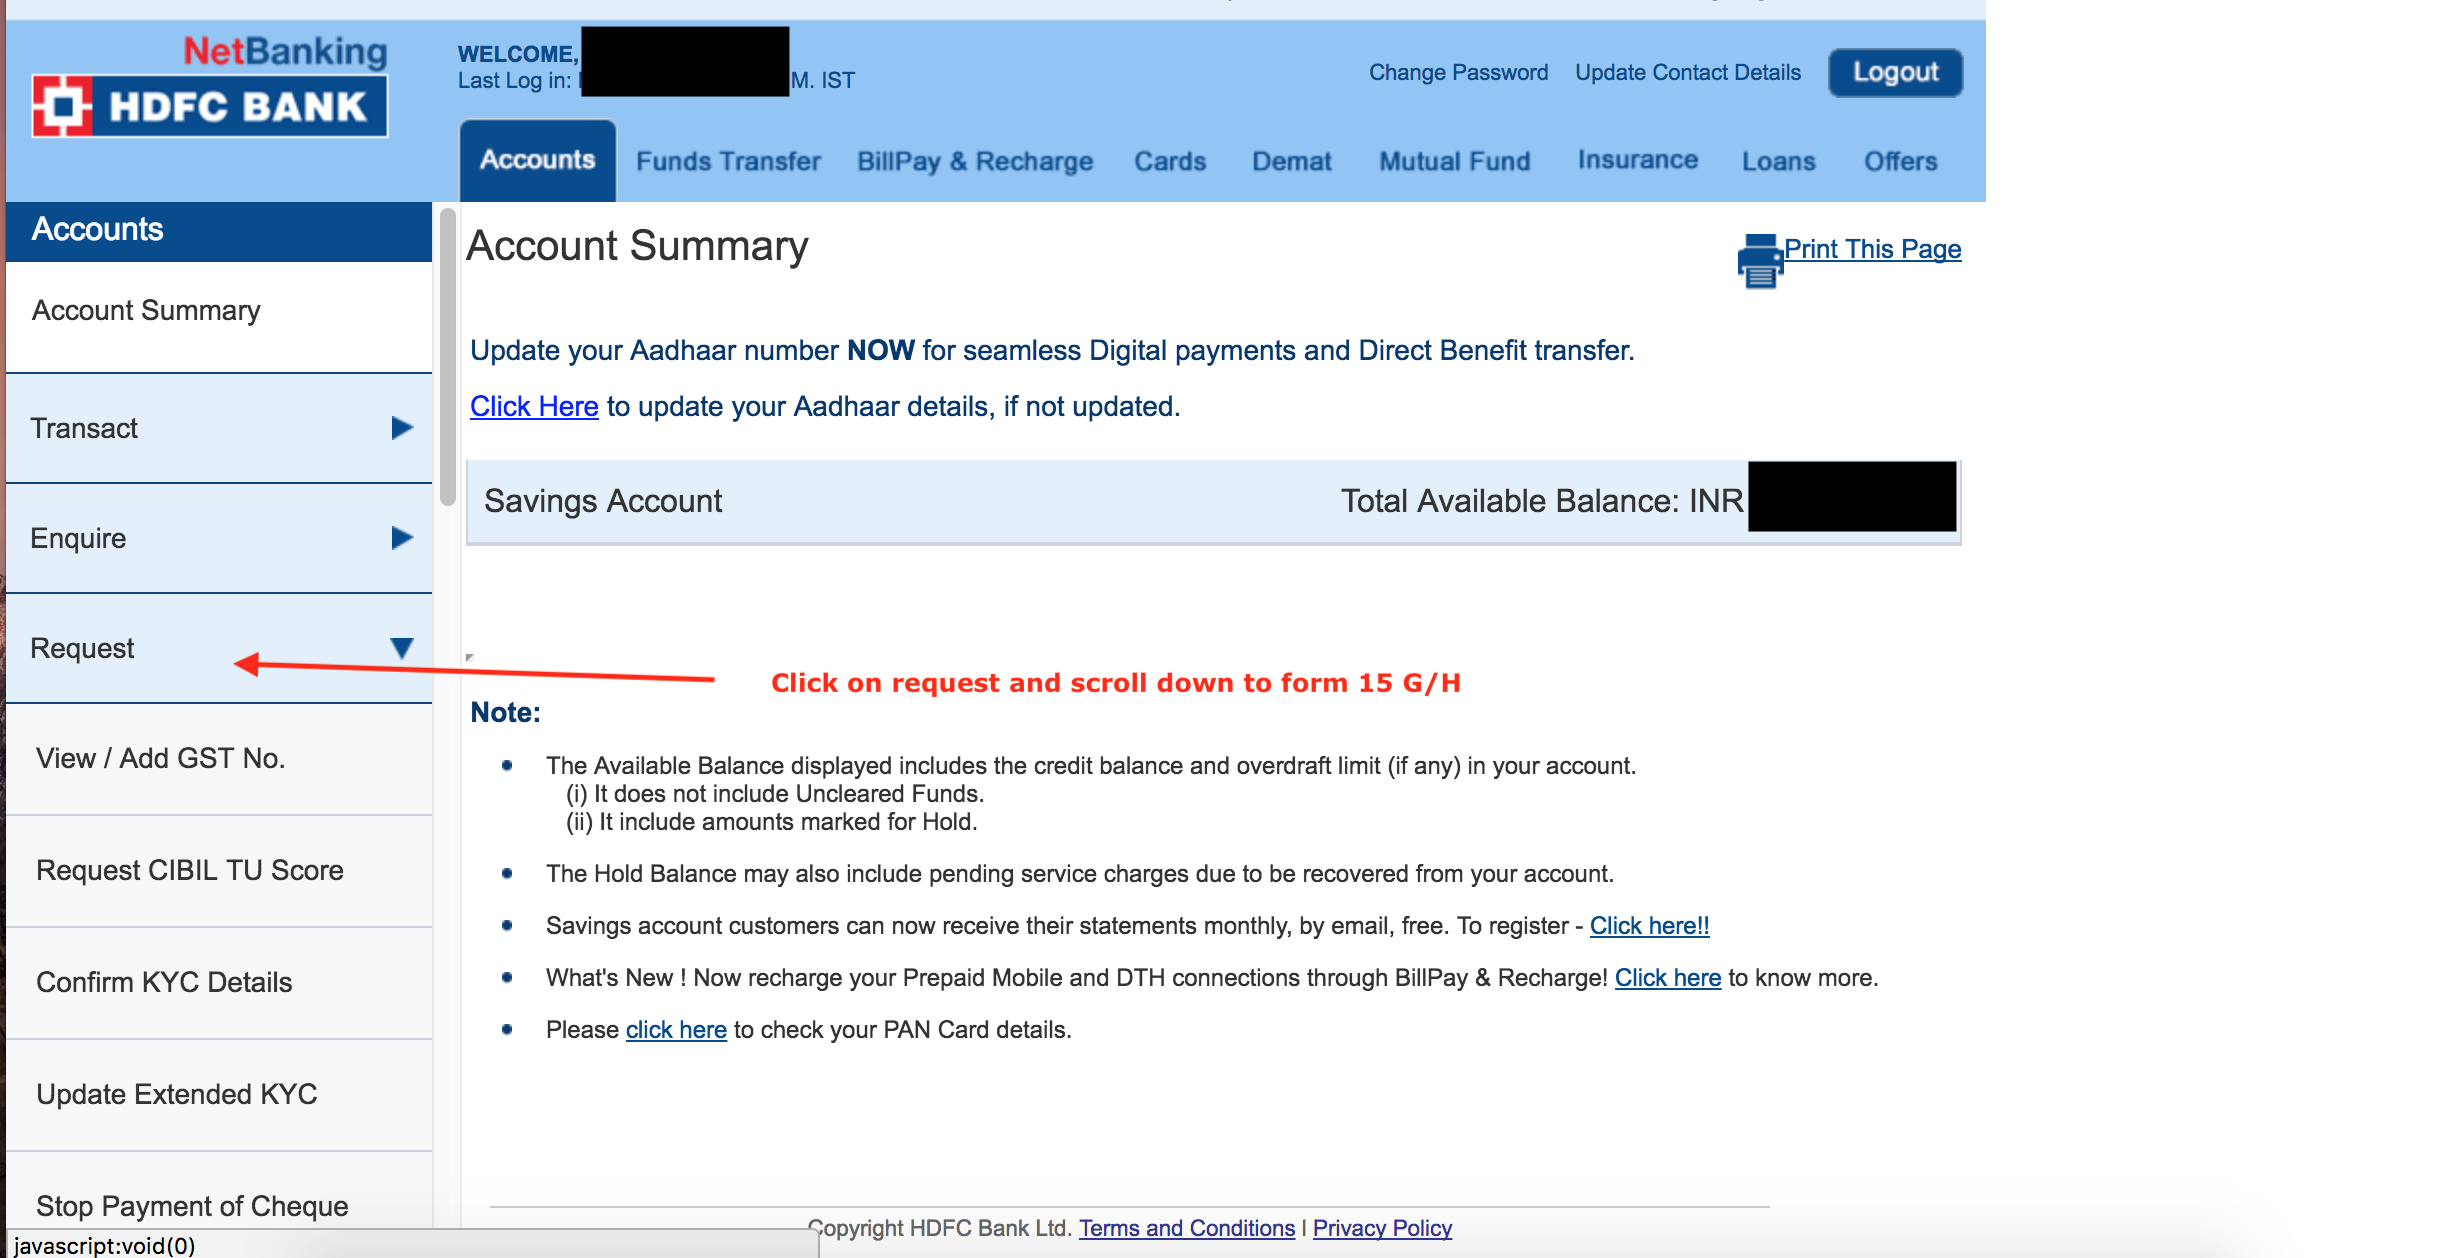 NetBanking
HDFC BANK
WELCOME,
Last Log in: M. IST
Change Password Update Contact Details Logout
Accounts Funds Transfer BillPay & Recharge Cards Demat Mutual Fund Insurance Loans Offers
Accounts
Account Summary
Transact
Enquire
Request
View / Add GST No.
Request CIBIL TU Score
Confirm KYC Details
Update Extended KYC
Stop Payment of Cheque
javascript:void(0)
Account Summary
Print This Page
Update your Aadhaar number NOW for seamless Digital payments and Direct Benefit transfer.
Click Here to update your Aadhaar details, if not updated.
Savings Account Total Available Balance: INR
Click on request and scroll down to form 15 G/H
Note:
The Available Balance displayed includes the credit balance and overdraft limit (if any) in your account.
(i) It does not include Uncleared Funds.
(ii) It include amounts marked for Hold.
The Hold Balance may also include pending service charges due to be recovered from your account.
Savings account customers can now receive their statements monthly, by email, free. To register - Click here!!
What's New ! Now recharge your Prepaid Mobile and DTH connections through BillPay & Recharge! Click here to know more.
Please click here to check your PAN Card details.
Copyright HDFC Bank Ltd. Terms and Conditions | Privacy Policy